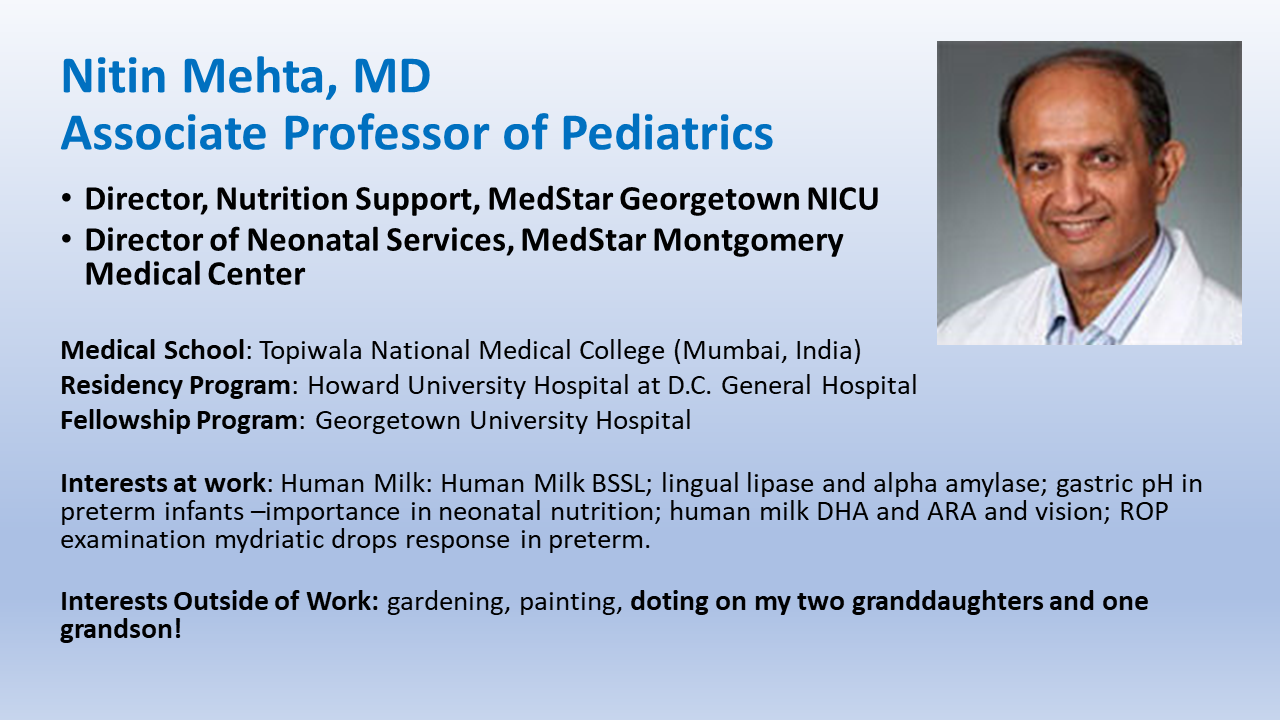 Nitin Mehta, MD
Associate Professor of Pediatrics
• Director, Nutrition Support, MedStar Georgetown NICU
• Director of Neonatal Services, MedStar Montgomery
Medical Center
Medical School: Topiwala National Medical College (Mumbai, India)
Residency Program: Howard University Hospital at D.C. General Hospital
Fellowship Program: Georgetown University Hospital
Interests at work: Human Milk: Human Milk BSSL; lingual lipase and alpha amylase; gastric pH in
preterm infants –importance in neonatal nutrition; human milk DHA and ARA and vision; ROP
examination mydriatic drops response in preterm.
Interests Outside of Work: gardening, painting, doting on my two granddaughters and one
grandson!